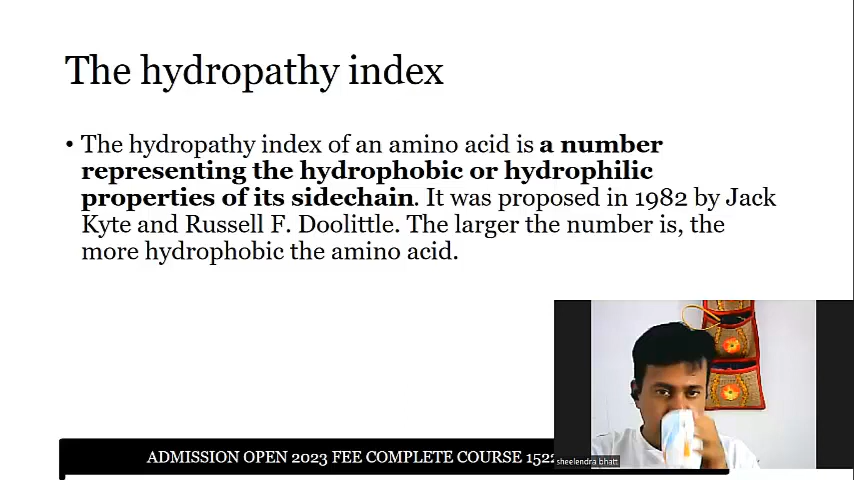 The hydropathy index
• The hydropathy index of an amino acid is a number
representing the hydrophobic or hydrophilic
properties of its sidechain. It was proposed in 1982 by Jack
Kyte and Russell F. Doolittle. The larger the number is, the
more hydrophobic the amino acid.
ADMISSION OPEN 2023 FEE COMPLETE COURSE
sheelendra bhatt